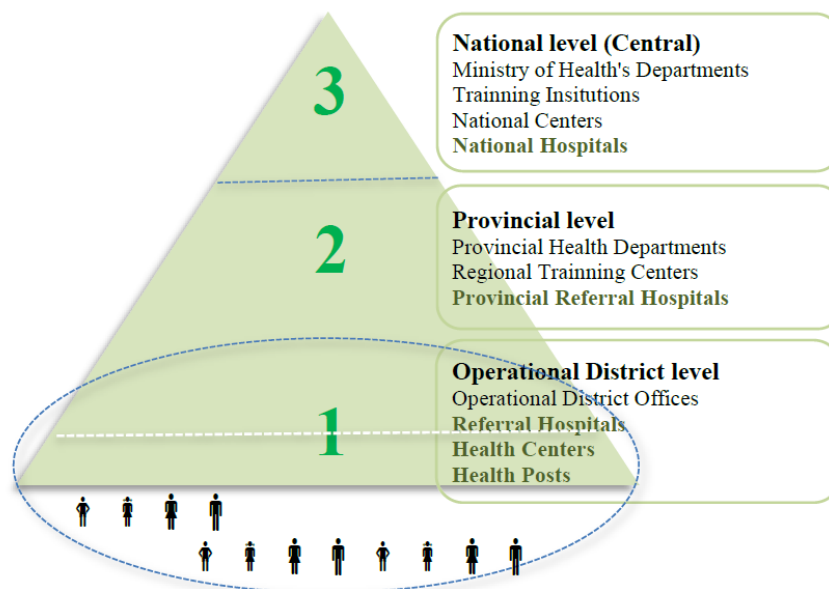 3
National level (Central)
Ministry of Health's Departments
Trainning Insitutions
National Centers
National Hospitals
2
Provincial level
Provincial Health Departments
Regional Trainning Centers
Provincial Referral Hospitals
1
Operational District level
Operational District Offices
Referral Hospitals
Health Centers
Health Posts